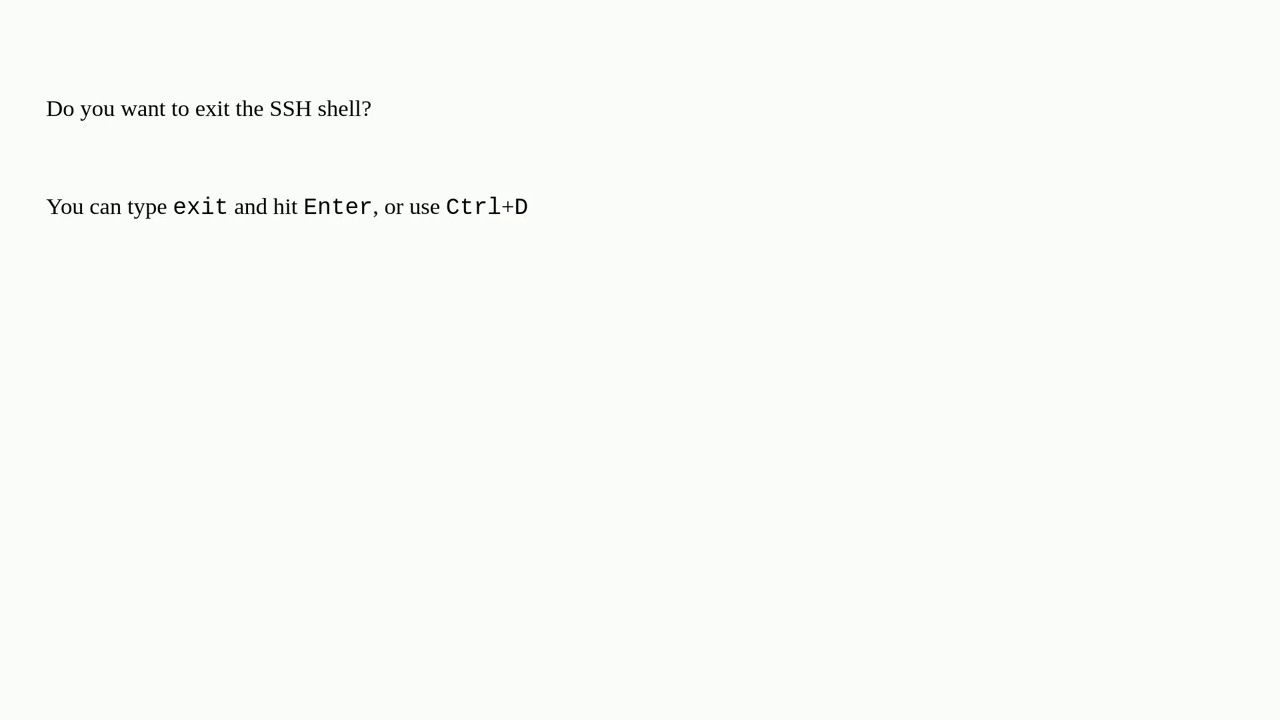 Do you want to exit the SSH shell?
You can type exit and hit Enter, or use Ctrl+D